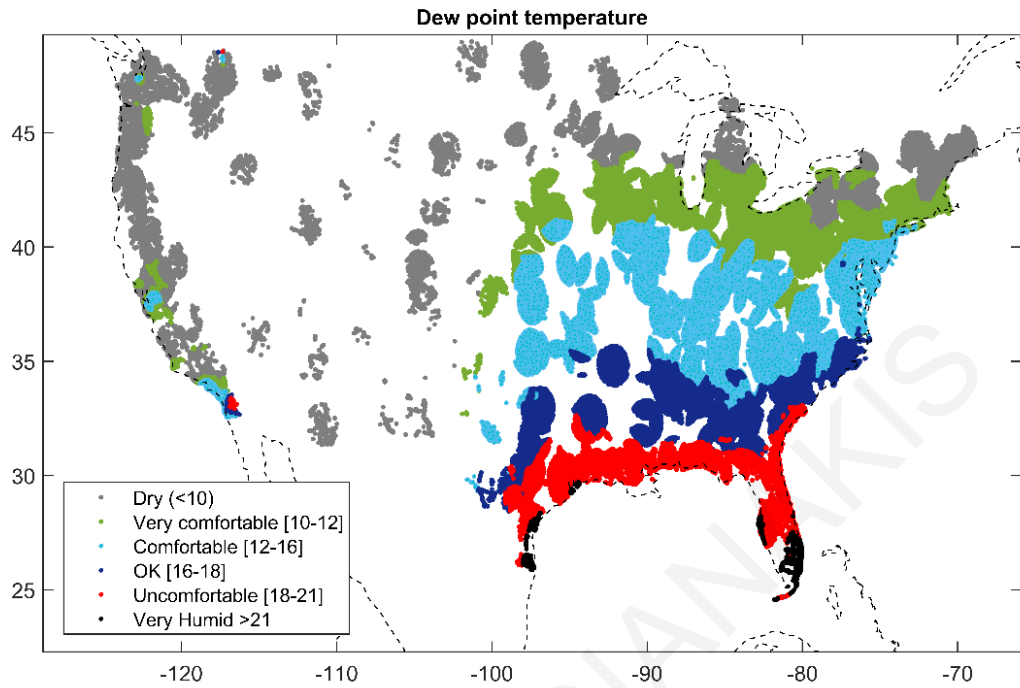 Dew point temperature
45
40
35
30
25
Dry (<10)
Very comfortable [10-12]
Comfortable [12-16]
OK [16-18]
Uncomfortable [18-21]
Very Humid >21
-120
-110
-100
-90
-80
-70